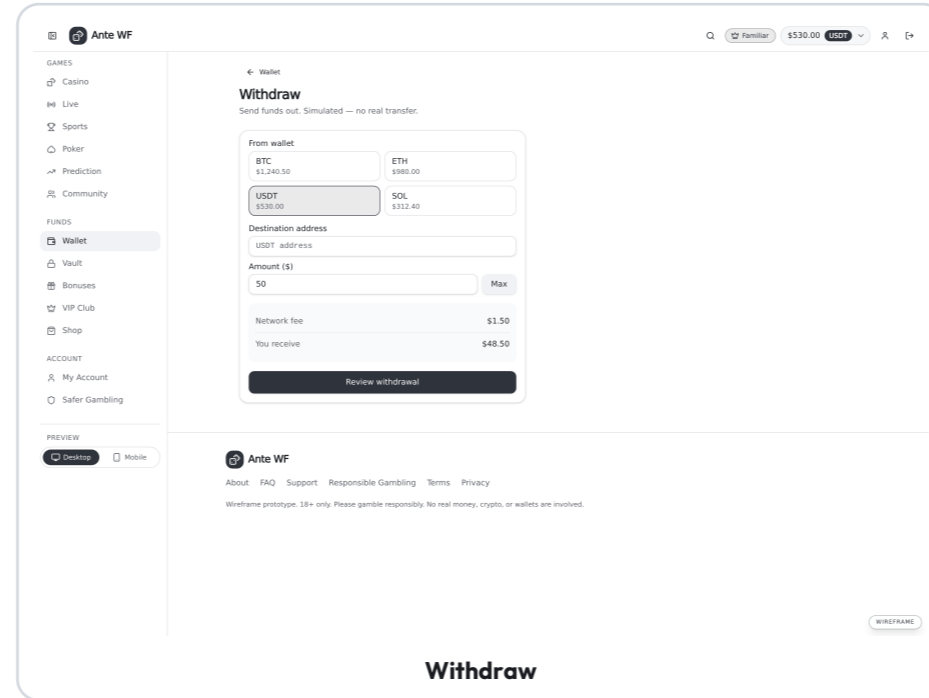 Ante WF
Familiar
$530.00 USDT
GAMES
Casino
Live
Sports
Poker
Prediction
Community
FUNDS
Wallet
Vault
Bonuses
VIP Club
Shop
ACCOUNT
My Account
Safer Gambling
PREVIEW
Desktop Mobile
← Wallet
Withdraw
Send funds out. Simulated — no real transfer.
From wallet
BTC
$1,240.50
ETH
$980.00
USDT
$530.00
SOL
$312.40
Destination address
USDT address
Amount ($)
50 Max
Network fee $1.50
You receive $48.50
Review withdrawal
Ante WF
About FAQ Support Responsible Gambling Terms Privacy
Wireframe prototype. 18+ only. Please gamble responsibly. No real money, crypto, or wallets are involved.
WIREFRAME
Withdraw